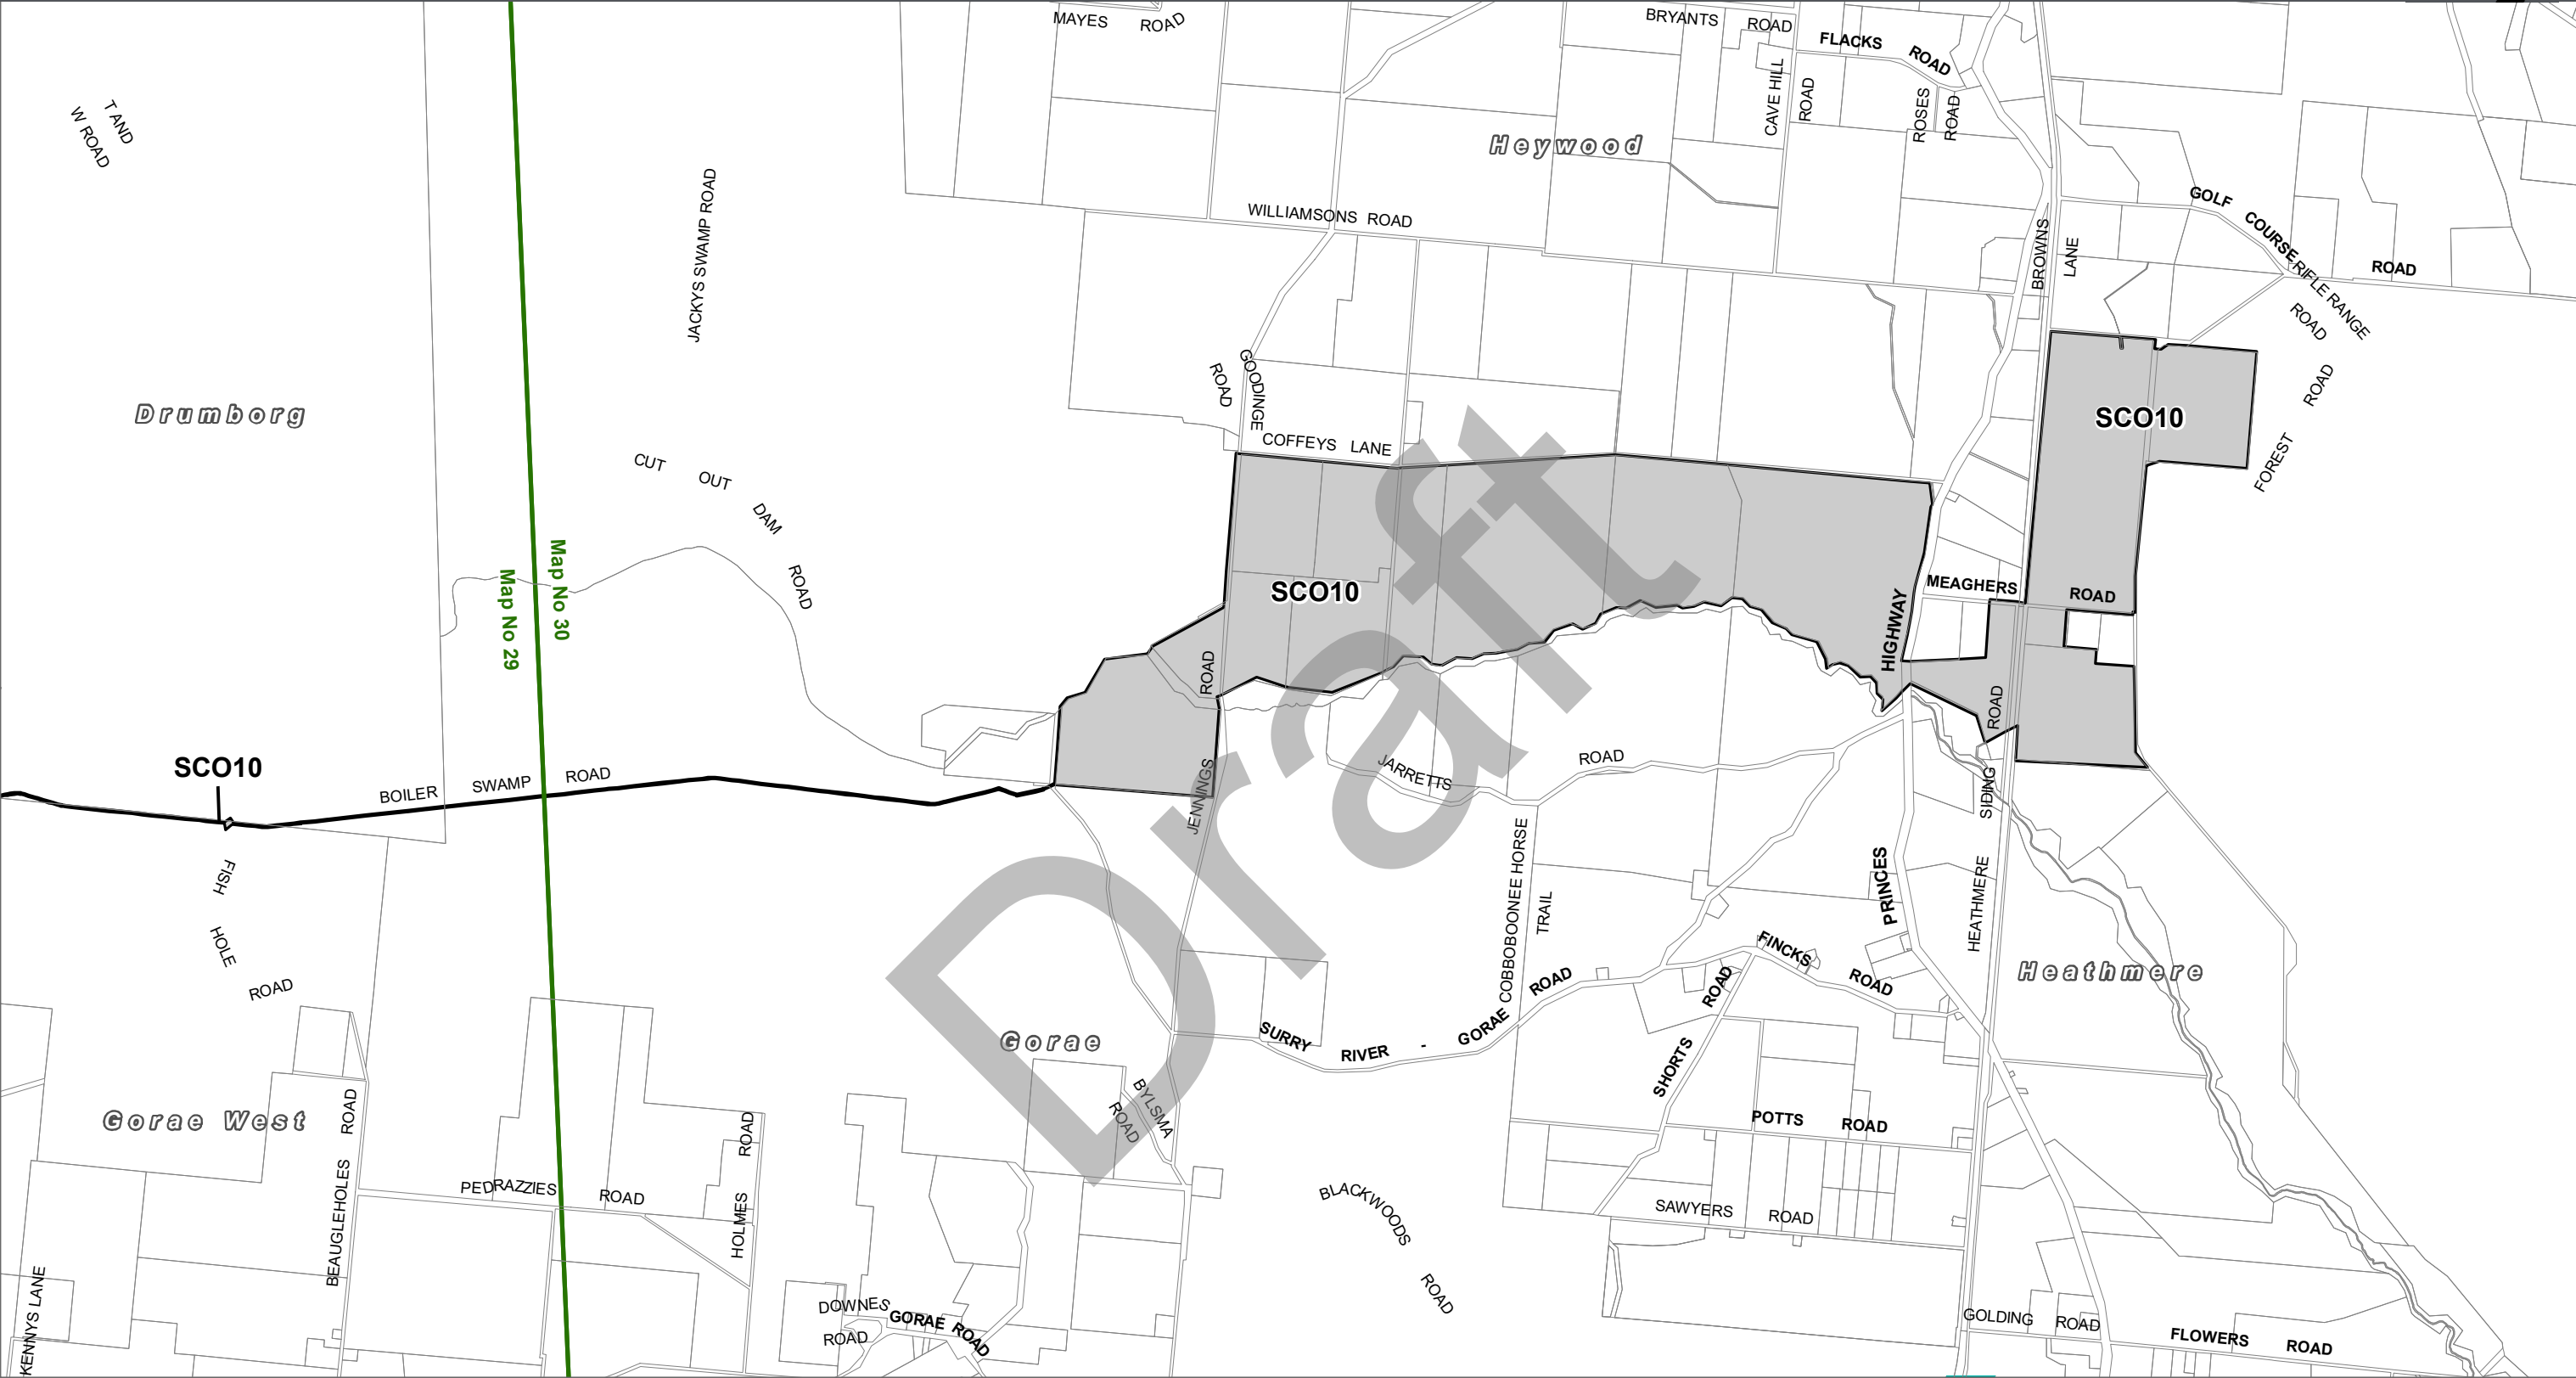 MAYES ROAD
BRYANTS ROAD
FLACKS ROAD
CAVE HILL ROAD
ROSES ROAD
T AND W ROAD
Heywood
JACKYS SWAMP ROAD
WILLIAMSONS ROAD
GOLF COURSE ROAD
BROWNS LANE
RIFLE RANGE ROAD
GOODINGE ROAD
FOREST ROAD
Drumborg
SCO10
COFFEYS LANE
CUT OUT DAM ROAD
Map No 30
Map No 29
SCO10
MEAGHERS ROAD
HIGHWAY
ROAD
ROAD
Draft
SCO10
BOILER SWAMP ROAD
JARRETTS ROAD
JENNINGS
SIDING
FISH HOLE ROAD
COBBOBOONEE HORSE TRAIL
PRINCES
HEATHMERE
FINCKS ROAD
Heathmere
SURRY RIVER - GORAE ROAD
SHORTS ROAD
Gorae
BYLSMA ROAD
Gorae West
POTTS ROAD
BEAUGLEHOLES ROAD
PEDRAZZIES ROAD
HOLMES ROAD
BLACKWOODS ROAD
SAWYERS ROAD
KENNYS LANE
DOWNES ROAD
GORAE ROAD
GOLDING ROAD
FLOWERS ROAD